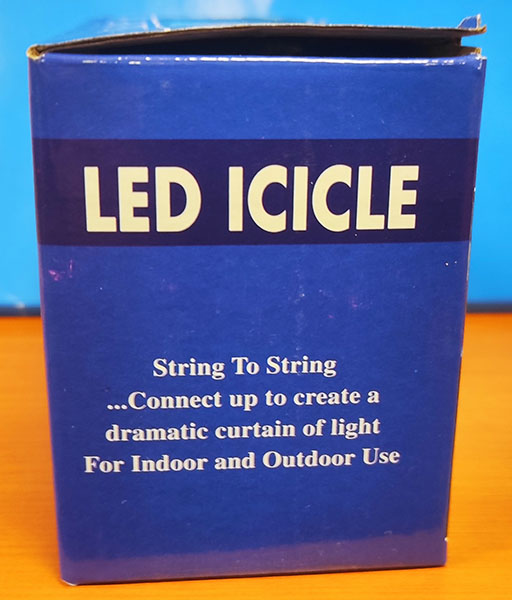 LED ICICLE
String To String
...Connect up to create a
dramatic curtain of light
For Indoor and Outdoor Use